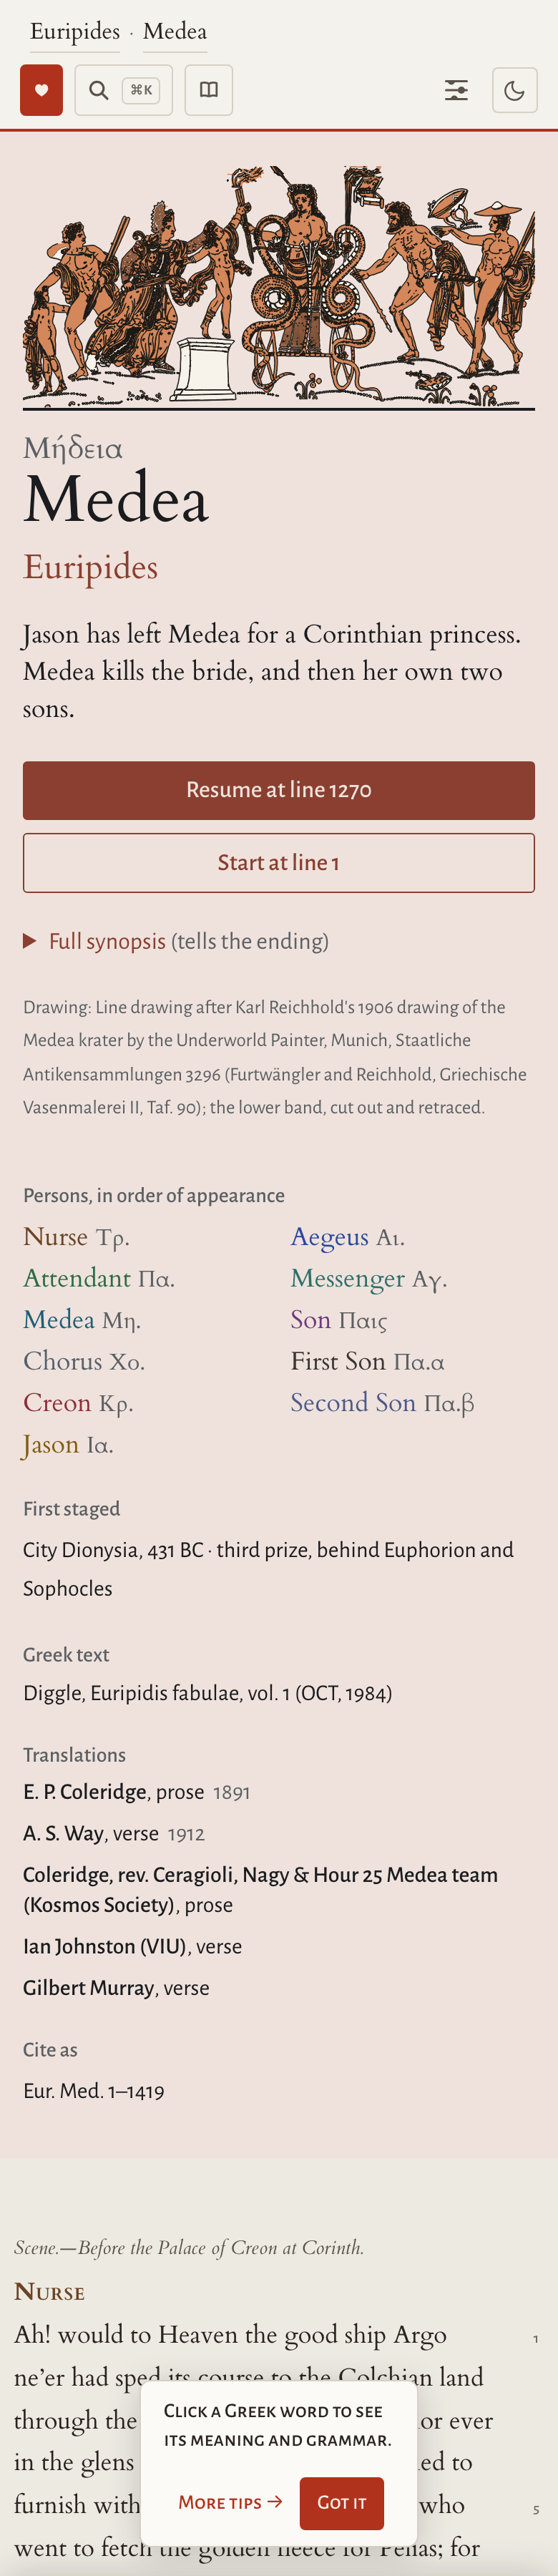 Euripides · Medea
⌘K
Μήδεια
Medea
Euripides
Jason has left Medea for a Corinthian princess.
Medea kills the bride, and then her own two
sons.
Resume at line 1270
Start at line 1
Full synopsis (tells the ending)
Drawing: Line drawing after Karl Reichhold's 1906 drawing of the
Medea krater by the Underworld Painter, Munich, Staatliche
Antikensammlungen 3296 (Furtwängler and Reichhold, Griechische
Vasenmalerei II, Taf. 90); the lower band, cut out and retraced.
Persons, in order of appearance
Nurse Τρ.
Attendant Πα.
Medea Μη.
Chorus Χο.
Creon Κρ.
Jason Ια.
Aegeus Αι.
Messenger Αγ.
Son Παις
First Son Πα.α
Second Son Πα.β
First staged
City Dionysia, 431 BC · third prize, behind Euphorion and
Sophocles
Greek text
Diggle, Euripidis fabulae, vol. 1 (OCT, 1984)
Translations
E. P. Coleridge, prose 1891
A. S. Way, verse 1912
Coleridge, rev. Ceragioli, Nagy & Hour 25 Medea team
(Kosmos Society), prose
Ian Johnston (VIU), verse
Gilbert Murray, verse
Cite as
Eur. Med. 1–1419
Scene.—Before the Palace of Creon at Corinth.
Nurse
Ah! would to Heaven the good ship Argo 1
ne’er had sped its course to the Colchian land
through the or ever
in the glens ed to
furnish with who 5
went to fetch the golden fleece for Pelias; for
Click a Greek word to see
its meaning and grammar.
More tips →
Got it